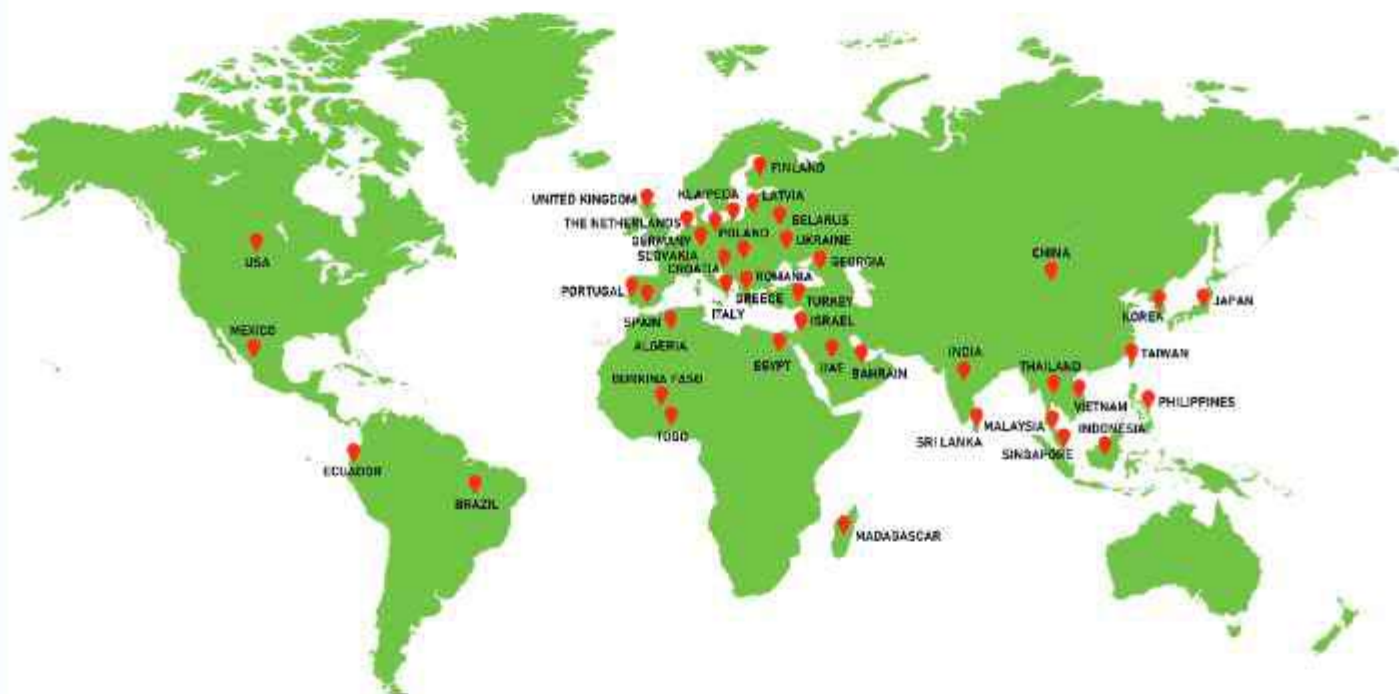 FINLAND
UNITED KINGDOM
KLAIPEDA
LATVIA
THE NETHERLANDS
BELARUS
GERMANY
POLAND
UKRAINE
SLOVAKIA
CROATIA
GEORGIA
USA
CHINA
ROMANIA
PORTUGAL
GREECE
TURKEY
JAPAN
KOREA
ITALY
SPAIN
ISRAEL
MEXICO
ALGERIA
EGYPT
UAE
BAHRAIN
INDIA
TAIWAN
THAILAND
BURKINA FASO
VIETNAM
PHILIPPINES
TOGO
SRI LANKA
MALAYSIA
INDONESIA
SINGAPORE
ECUADOR
BRAZIL
MADAGASCAR